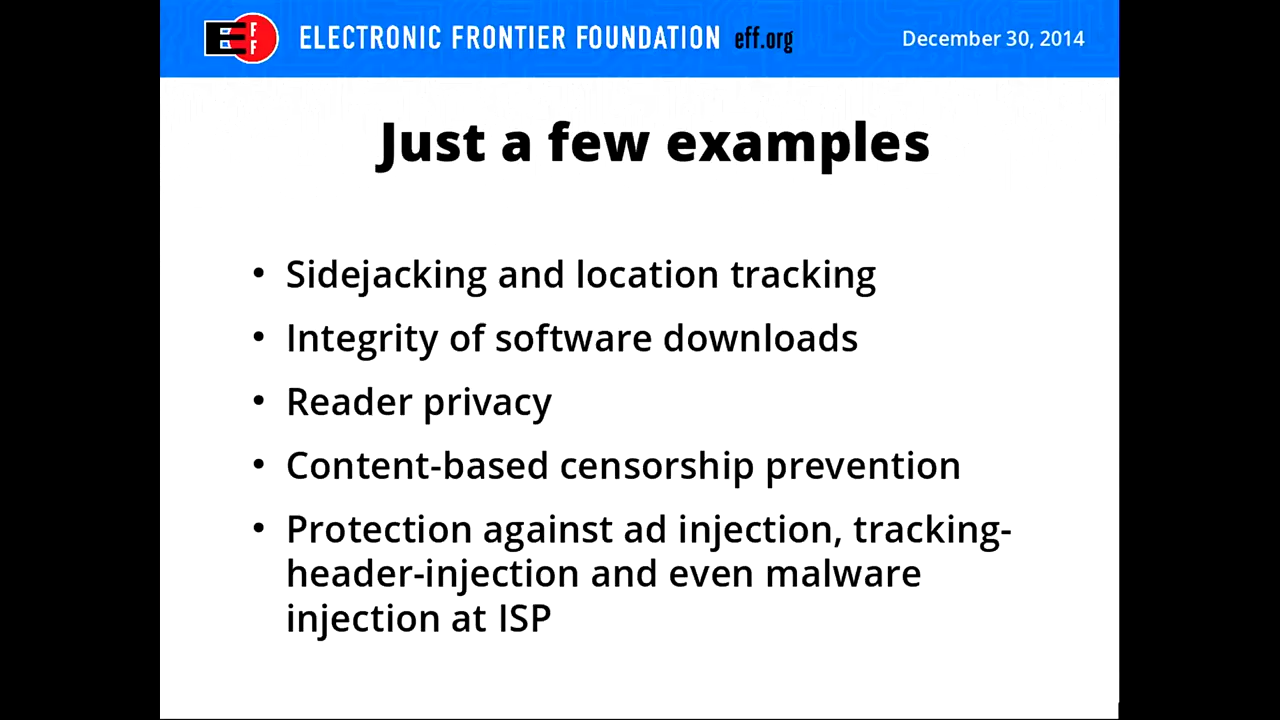 EFF ELECTRONIC FRONTIER FOUNDATION eff.org December 30, 2014
Just a few examples
• Sidejacking and location tracking
• Integrity of software downloads
• Reader privacy
• Content-based censorship prevention
• Protection against ad injection, tracking-
header-injection and even malware
injection at ISP